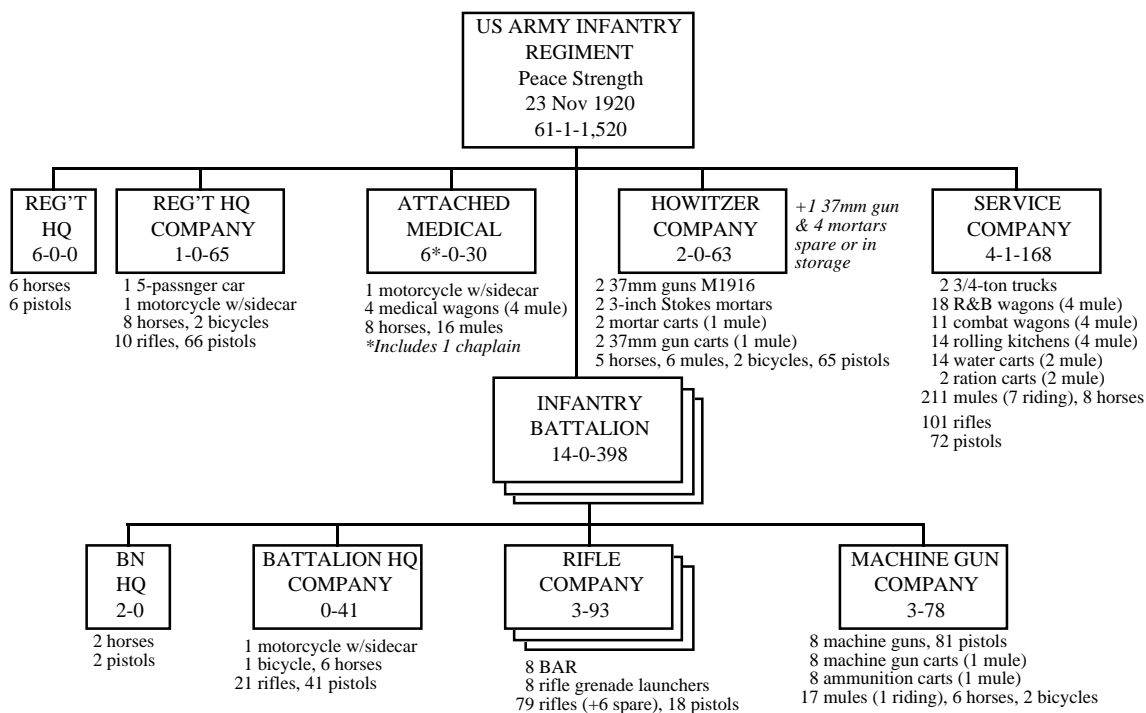 US ARMY INFANTRY
REGIMENT
Peace Strength
23 Nov 1920
61-1-1,520
REG'T
HQ
6-0-0
6 horses
6 pistols
REG'T HQ
COMPANY
1-0-65
1 5-passnger car
1 motorcycle w/sidecar
8 horses, 2 bicycles
10 rifles, 66 pistols
ATTACHED
MEDICAL
6*-0-30
1 motorcycle w/sidecar
4 medical wagons (4 mule)
8 horses, 16 mules
*Includes 1 chaplain
HOWITZER
COMPANY
2-0-63
+1 37mm gun
& 4 mortars
spare or in
storage
2 37mm guns M1916
2 3-inch Stokes mortars
2 mortar carts (1 mule)
2 37mm gun carts (1 mule)
5 horses, 6 mules, 2 bicycles, 65 pistols
SERVICE
COMPANY
4-1-168
2 3/4-ton trucks
18 R&B wagons (4 mule)
11 combat wagons (4 mule)
14 rolling kitchens (4 mule)
14 water carts (2 mule)
2 ration carts (2 mule)
211 mules (7 riding), 8 horses
101 rifles
72 pistols
INFANTRY
BATTALION
14-0-398
BN
HQ
2-0
2 horses
2 pistols
BATTALION HQ
COMPANY
0-41
1 motorcycle w/sidecar
1 bicycle, 6 horses
21 rifles, 41 pistols
RIFLE
COMPANY
3-93
8 BAR
8 rifle grenade launchers
79 rifles (+6 spare), 18 pistols
MACHINE GUN
COMPANY
3-78
8 machine guns, 81 pistols
8 machine gun carts (1 mule)
8 ammunition carts (1 mule)
17 mules (1 riding), 6 horses, 2 bicycles